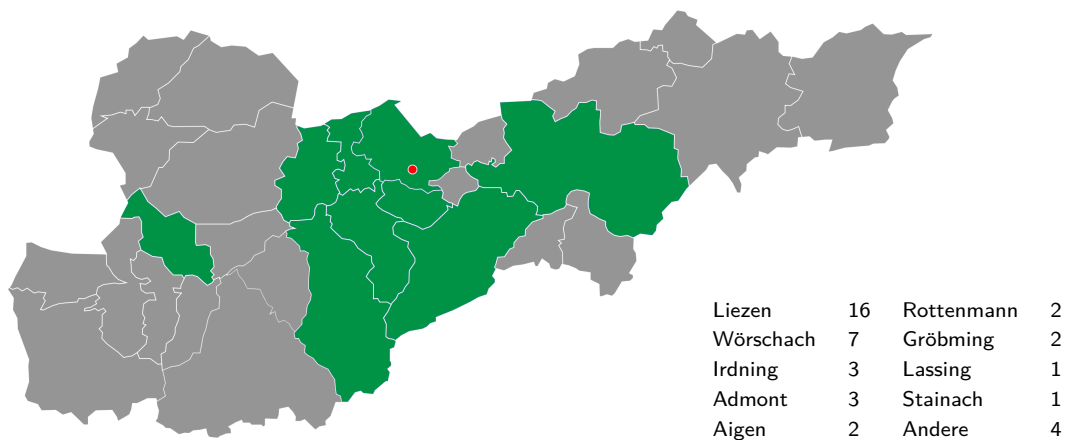 Liezen 16 Rottenmann 2
Wörschach 7 Gröbming 2
Irdning 3 Lassing 1
Admont 3 Stainach 1
Aigen 2 Andere 4